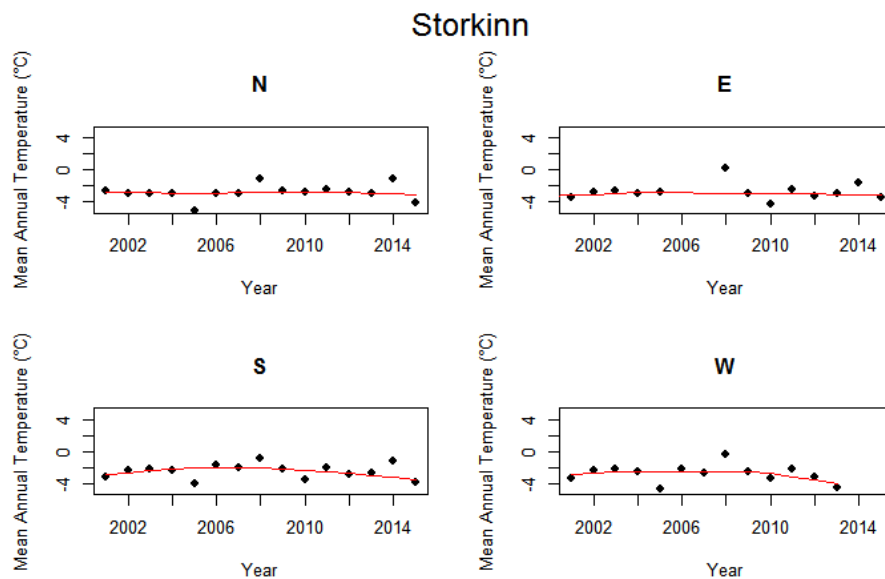 Storkinn
N
Mean Annual Temperature (°C)
4
0
-4
2002 2006 2010 2014
Year
E
Mean Annual Temperature (°C)
4
0
-4
2002 2006 2010 2014
Year
S
Mean Annual Temperature (°C)
4
0
-4
2002 2006 2010 2014
Year
W
Mean Annual Temperature (°C)
4
0
-4
2002 2006 2010 2014
Year